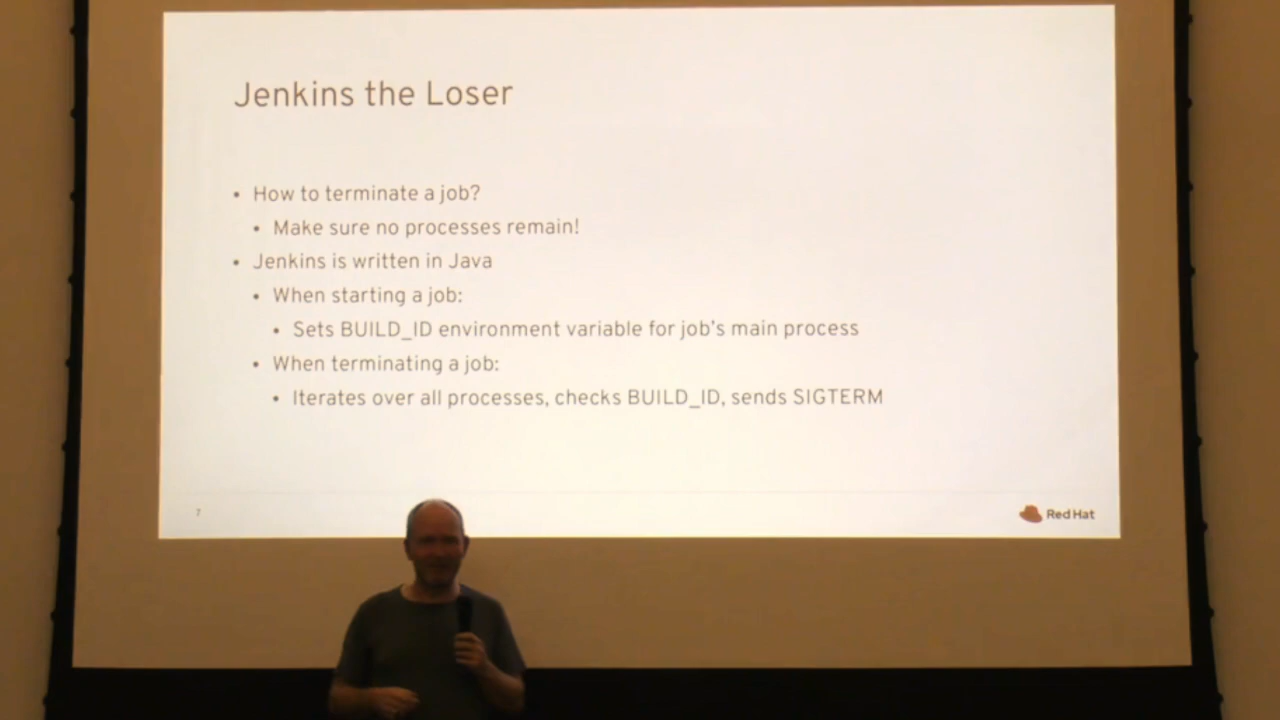 Jenkins the Loser
• How to terminate a job?
• Make sure no processes remain!
• Jenkins is written in Java
• When starting a job:
• Sets BUILD_ID environment variable for job's main process
• When terminating a job:
• Iterates over all processes, checks BUILD_ID, sends SIGTERM
7
Red Hat